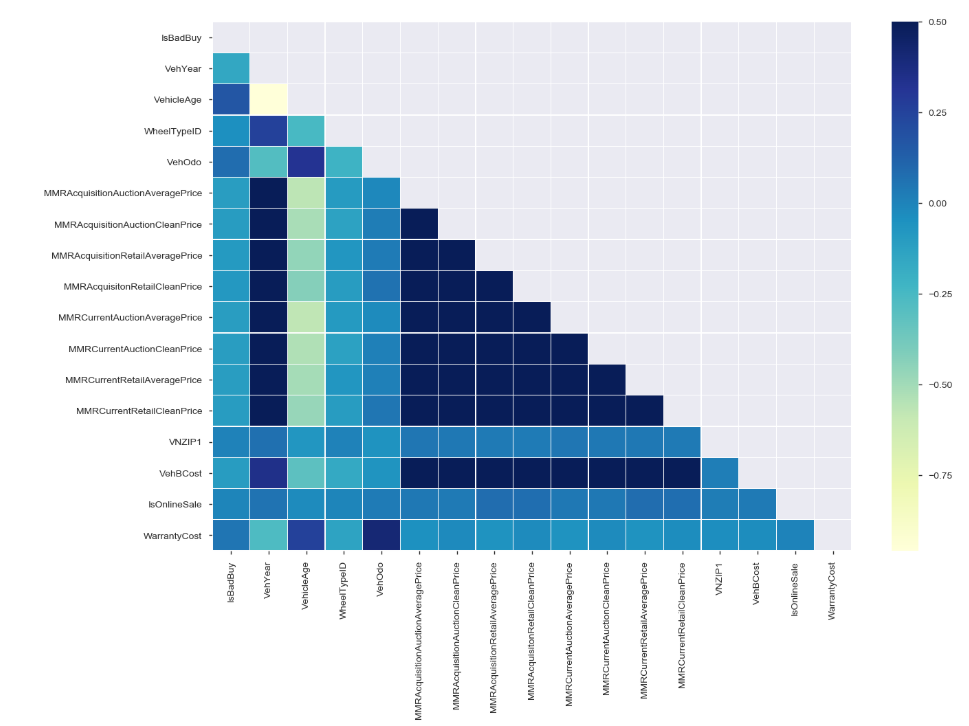 IsBadBuy
VehYear
VehicleAge
WheelTypeID
VehOdo
MMRAcquisitionAuctionAveragePrice
MMRAcquisitionAuctionCleanPrice
MMRAcquisitionRetailAveragePrice
MMRAcquisitonRetailCleanPrice
MMRCurrentAuctionAveragePrice
MMRCurrentAuctionCleanPrice
MMRCurrentRetailAveragePrice
MMRCurrentRetailCleanPrice
VNZIP1
VehBCost
IsOnlineSale
WarrantyCost
IsBadBuy
VehYear
VehicleAge
WheelTypeID
VehOdo
MMRAcquisitionAuctionAveragePrice
MMRAcquisitionAuctionCleanPrice
MMRAcquisitionRetailAveragePrice
MMRAcquisitonRetailCleanPrice
MMRCurrentAuctionAveragePrice
MMRCurrentAuctionCleanPrice
MMRCurrentRetailAveragePrice
MMRCurrentRetailCleanPrice
VNZIP1
VehBCost
IsOnlineSale
WarrantyCost
0.50
0.25
0.00
−0.25
−0.50
−0.75